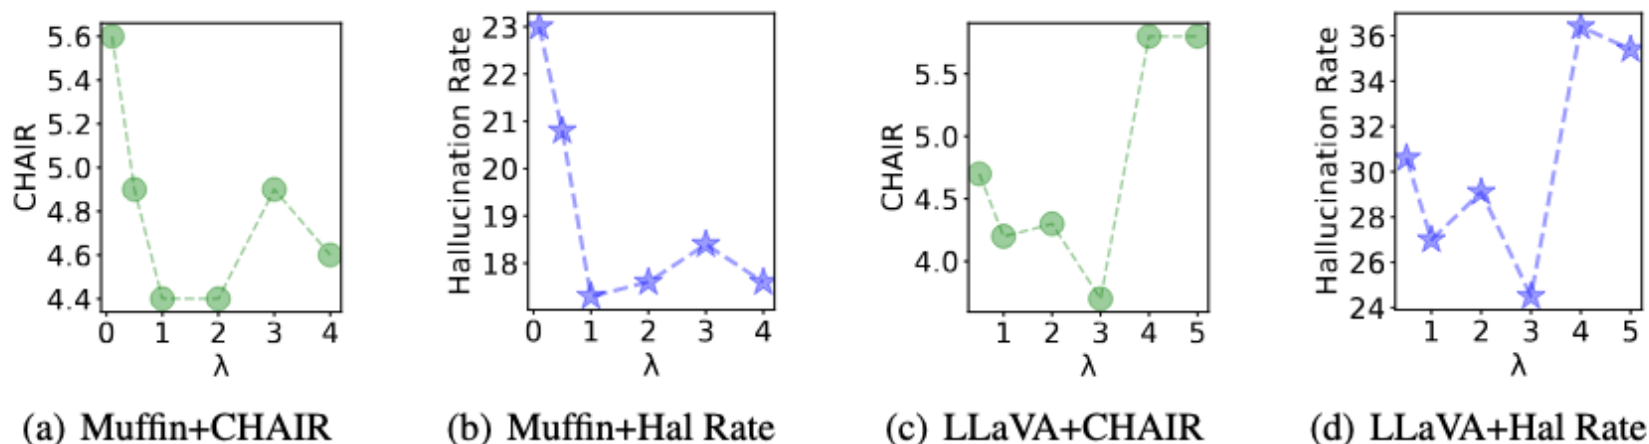 CHAIR
5.6
5.4
5.2
5.0
4.8
4.6
4.4
0 1 2 3 4
λ
(a) Muffin+CHAIR
Hallucination Rate
23
22
21
20
19
18
0 1 2 3 4
λ
(b) Muffin+Hal Rate
CHAIR
5.5
5.0
4.5
4.0
1 2 3 4 5
λ
(c) LLaVA+CHAIR
Hallucination Rate
36
34
32
30
28
26
24
1 2 3 4 5
λ
(d) LLaVA+Hal Rate